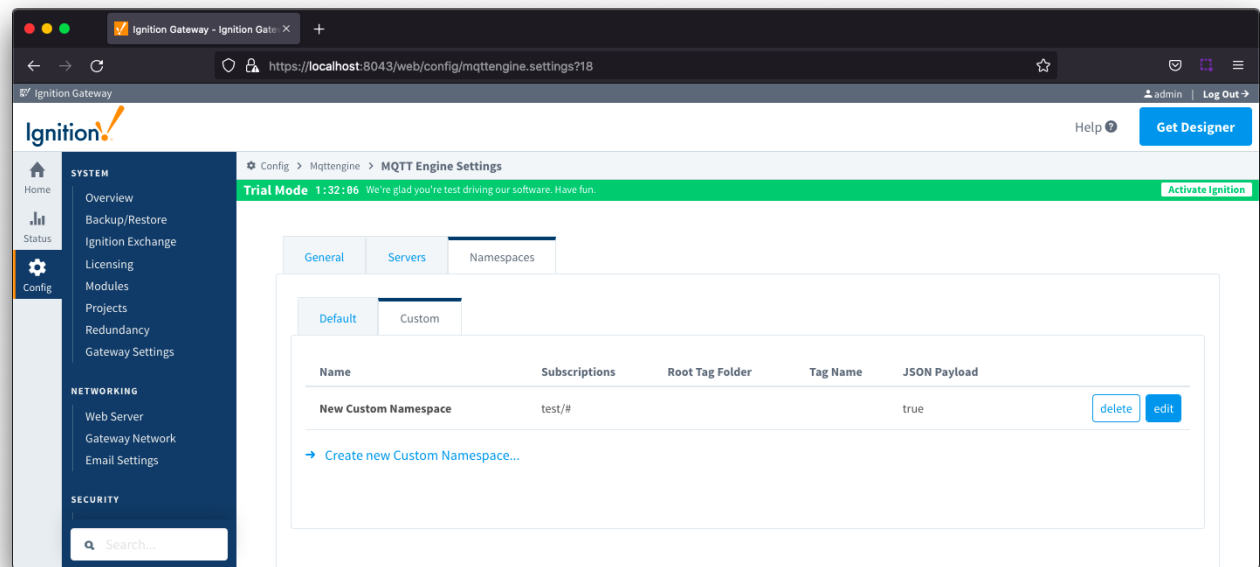 Ignition Gateway - Ignition Gate
https://localhost:8043/web/config/mqttengine.settings?18
Ignition Gateway
admin | Log Out
Ignition!
Help
Get Designer
Home
Status
Config
SYSTEM
Overview
Backup/Restore
Ignition Exchange
Licensing
Modules
Projects
Redundancy
Gateway Settings
NETWORKING
Web Server
Gateway Network
Email Settings
SECURITY
Search...
Config > Mqttengine > MQTT Engine Settings
Trial Mode 1:32:06 We're glad you're test driving our software. Have fun.
Activate Ignition
General Servers Namespaces
Default Custom
Name Subscriptions Root Tag Folder Tag Name JSON Payload
New Custom Namespace test/# true delete edit
→ Create new Custom Namespace...